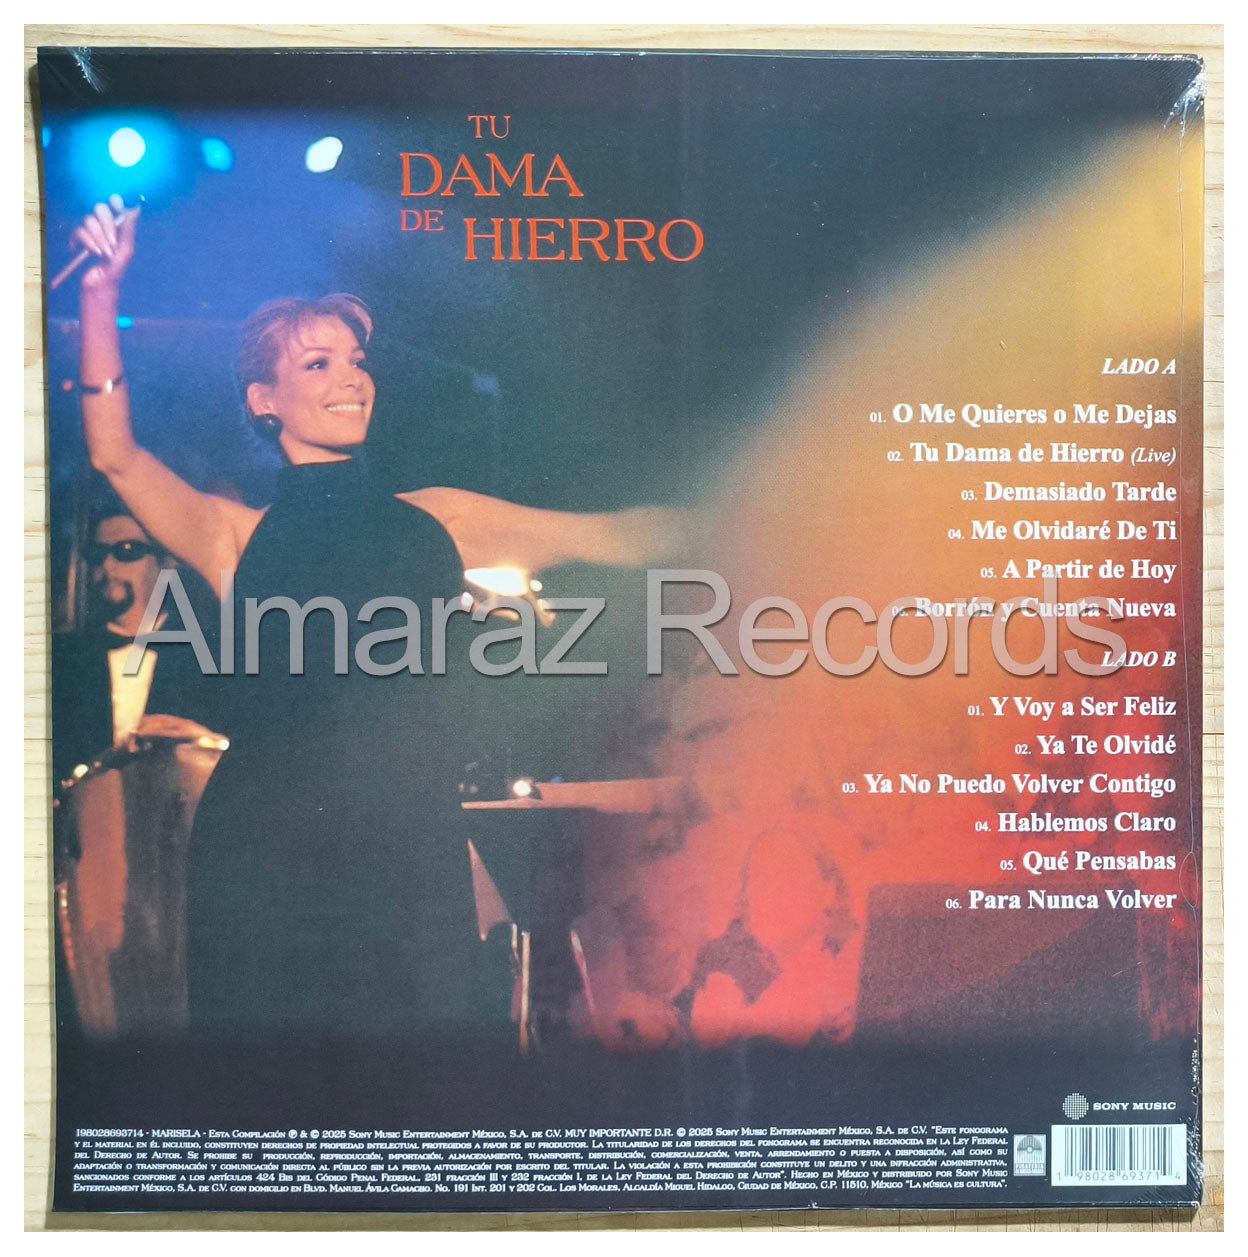 TU
DAMA
DE HIERRO
LADO A
01. O Me Quieres o Me Dejas
02. Tu Dama de Hierro (Live)
03. Demasiado Tarde
04. Me Olvidaré De Ti
05. A Partir de Hoy
06. Borrón y Cuenta Nueva
Almaraz Records
LADO B
01. Y Voy a Ser Feliz
02. Ya Te Olvidé
03. Ya No Puedo Volver Contigo
04. Hablemos Claro
05. Qué Pensabas
06. Para Nunca Volver
SONY MUSIC
198028693714 - MARISELA - Esta Compilación ℗ & © 2025 Sony Music Entertainment México, S.A. de C.V. MUY IMPORTANTE D.R. © 2025 Sony Music Entertainment México, S.A. de C.V. "Este fonograma
y el material en él incluido, constituyen derechos de propiedad intelectual protegidos a favor de su productor. La titularidad de los derechos del fonograma se encuentra reconocida en la Ley Federal
del Derecho de Autor. Se prohibe su producción, reproducción, importación, almacenamiento, transporte, distribución, comercialización, venta, arrendamiento o puesta a disposición, así como su
adaptación o transformación y comunicación directa al público sin la previa autorización por escrito del titular. La violación a esta prohibición constituye un delito y una infracción administrativa,
sancionados conforme a los artículos 424 Bis del Código Penal Federal, 231 fracción III y 232 fracción I, de la Ley Federal del Derecho de Autor". Hecho en México y distribuido por Sony Music
Entertainment México, S.A. de C.V. con domicilio en Blvd. Manuel Ávila Camacho. No. 191 Int. 201 y 202 Col. Los Morales, Alcaldía Miguel Hidalgo, Ciudad de México, C.P. 11510, México "La música es cultura".
1 98028 69371 4